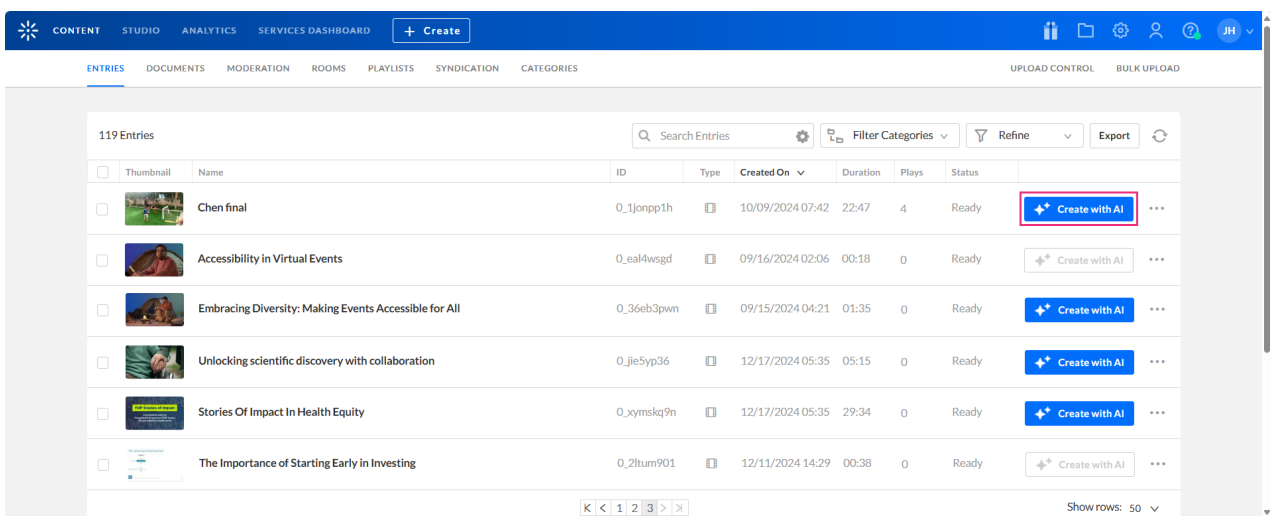 CONTENT STUDIO ANALYTICS SERVICES DASHBOARD + Create JH
ENTRIES DOCUMENTS MODERATION ROOMS PLAYLISTS SYNDICATION CATEGORIES UPLOAD CONTROL BULK UPLOAD
119 Entries Search Entries Filter Categories Refine Export
Thumbnail Name ID Type Created On Duration Plays Status
Chen final 0_1jonpp1h 10/09/2024 07:42 22:47 4 Ready Create with AI
Accessibility in Virtual Events 0_eal4wsgd 09/16/2024 02:06 00:18 0 Ready Create with AI
Embracing Diversity: Making Events Accessible for All 0_36eb3pwn 09/15/2024 04:21 01:35 0 Ready Create with AI
Unlocking scientific discovery with collaboration 0_jie5yp36 12/17/2024 05:35 05:15 0 Ready Create with AI
Stories Of Impact In Health Equity 0_xymskq9n 12/17/2024 05:35 29:34 0 Ready Create with AI
The Importance of Starting Early in Investing 0_2ltum901 12/11/2024 14:29 00:38 0 Ready Create with AI
1 2 3 Show rows: 50